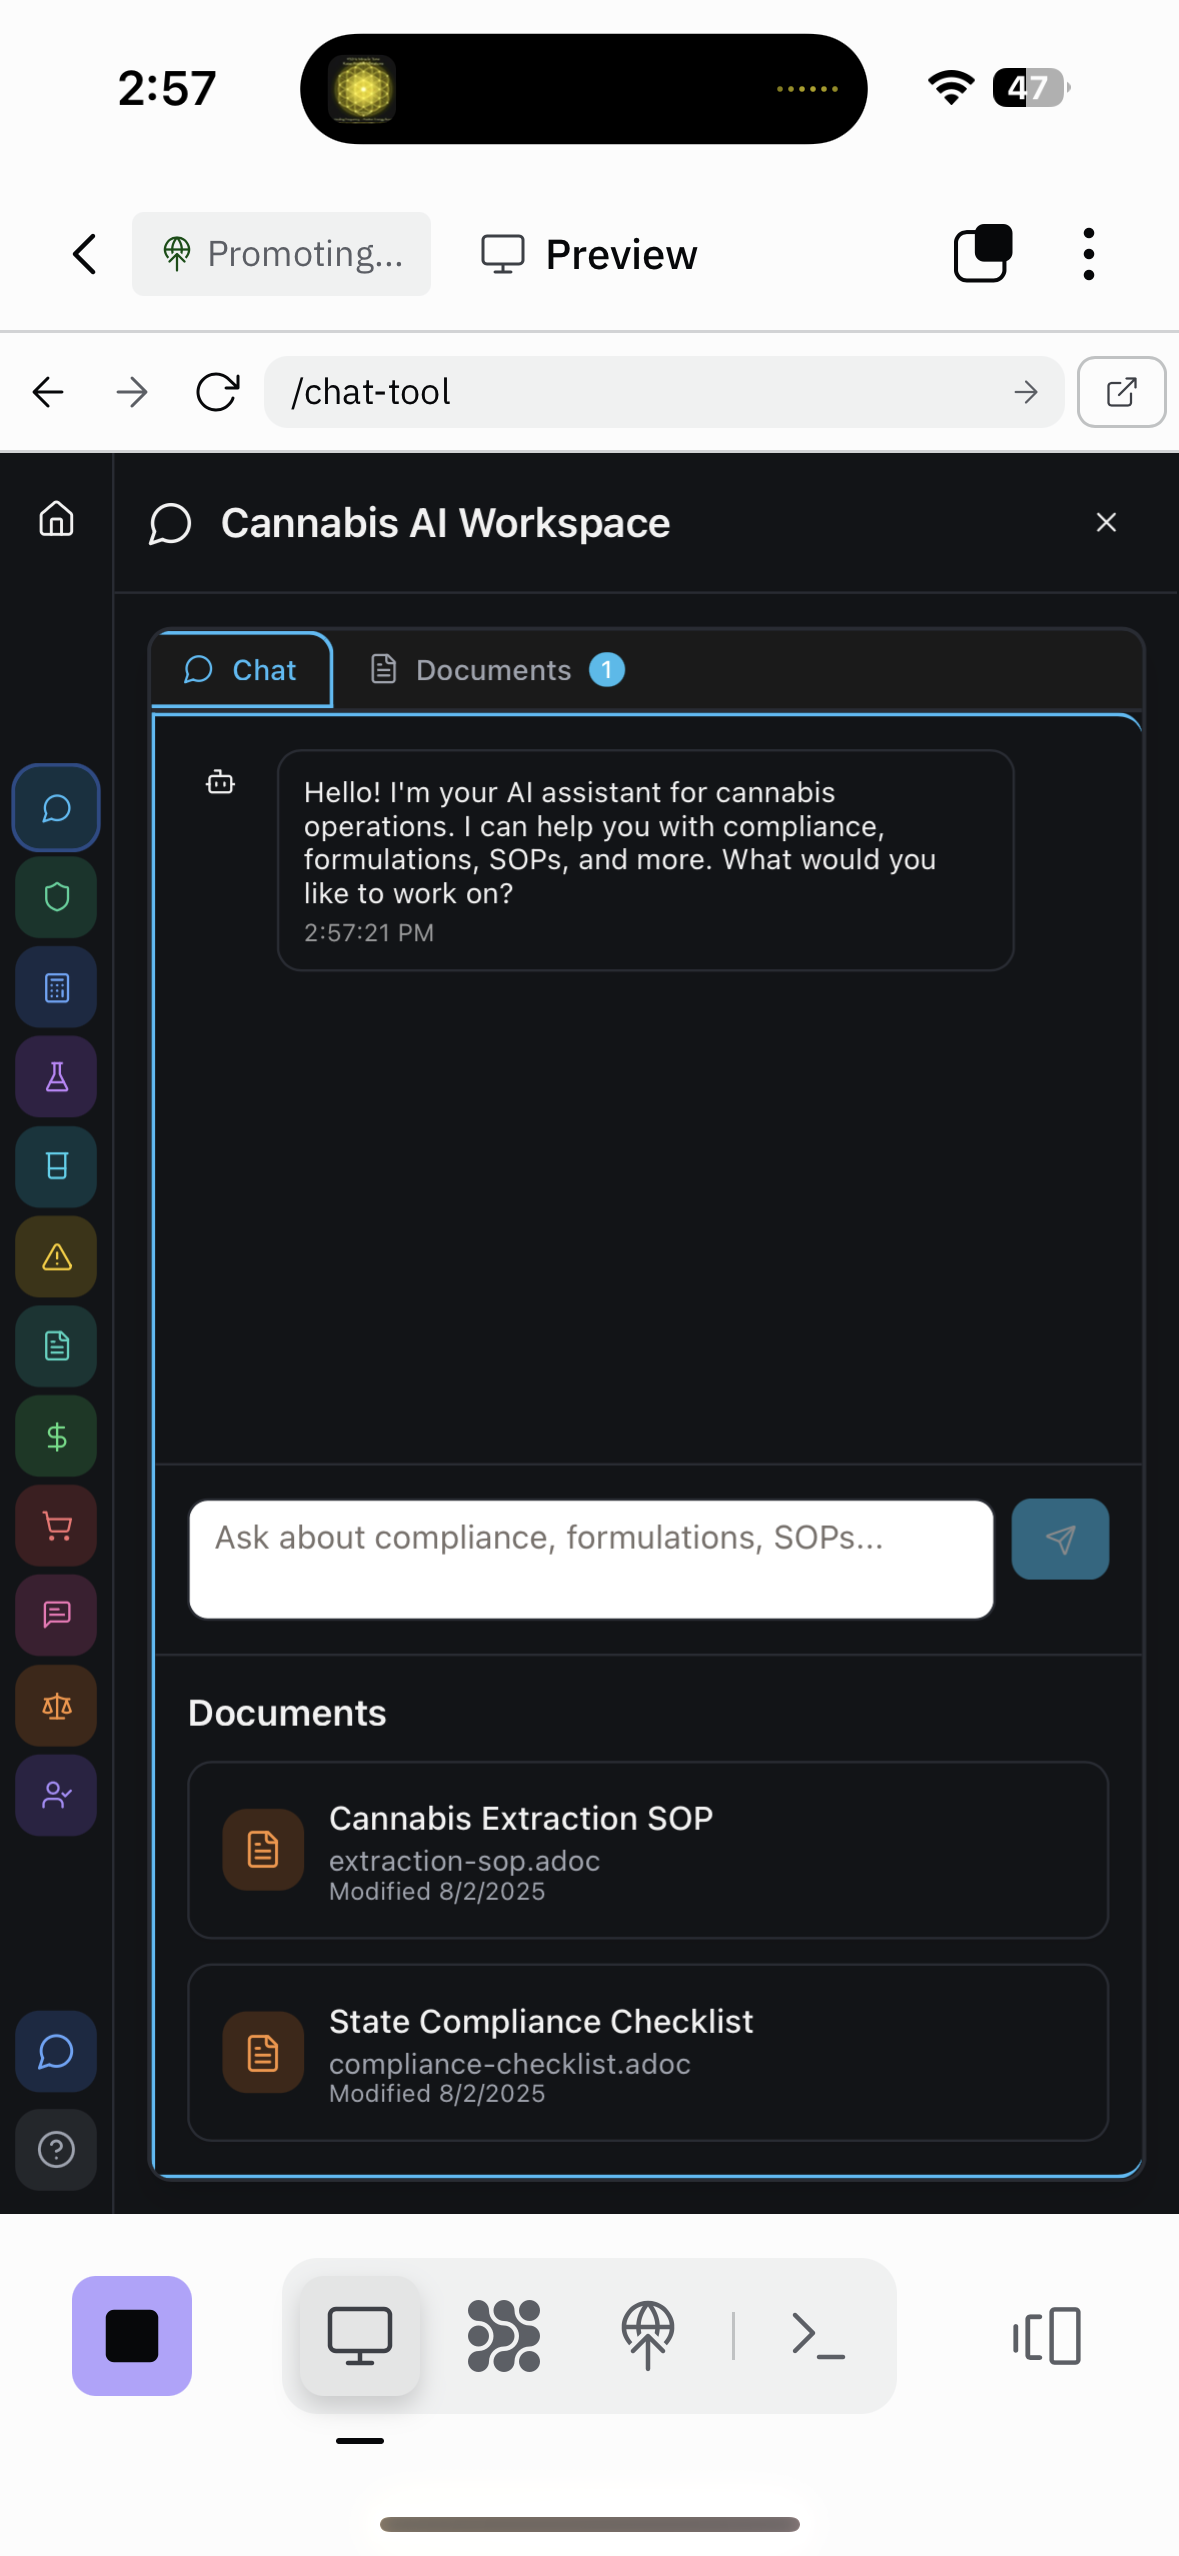 2:57
47
Promoting...
Preview
/chat-tool
Cannabis AI Workspace
Chat
Documents
1
Hello! I'm your AI assistant for cannabis
operations. I can help you with compliance,
formulations, SOPs, and more. What would you
like to work on?
2:57:21 PM
Ask about compliance, formulations, SOPs...
Documents
Cannabis Extraction SOP
extraction-sop.adoc
Modified 8/2/2025
State Compliance Checklist
compliance-checklist.adoc
Modified 8/2/2025